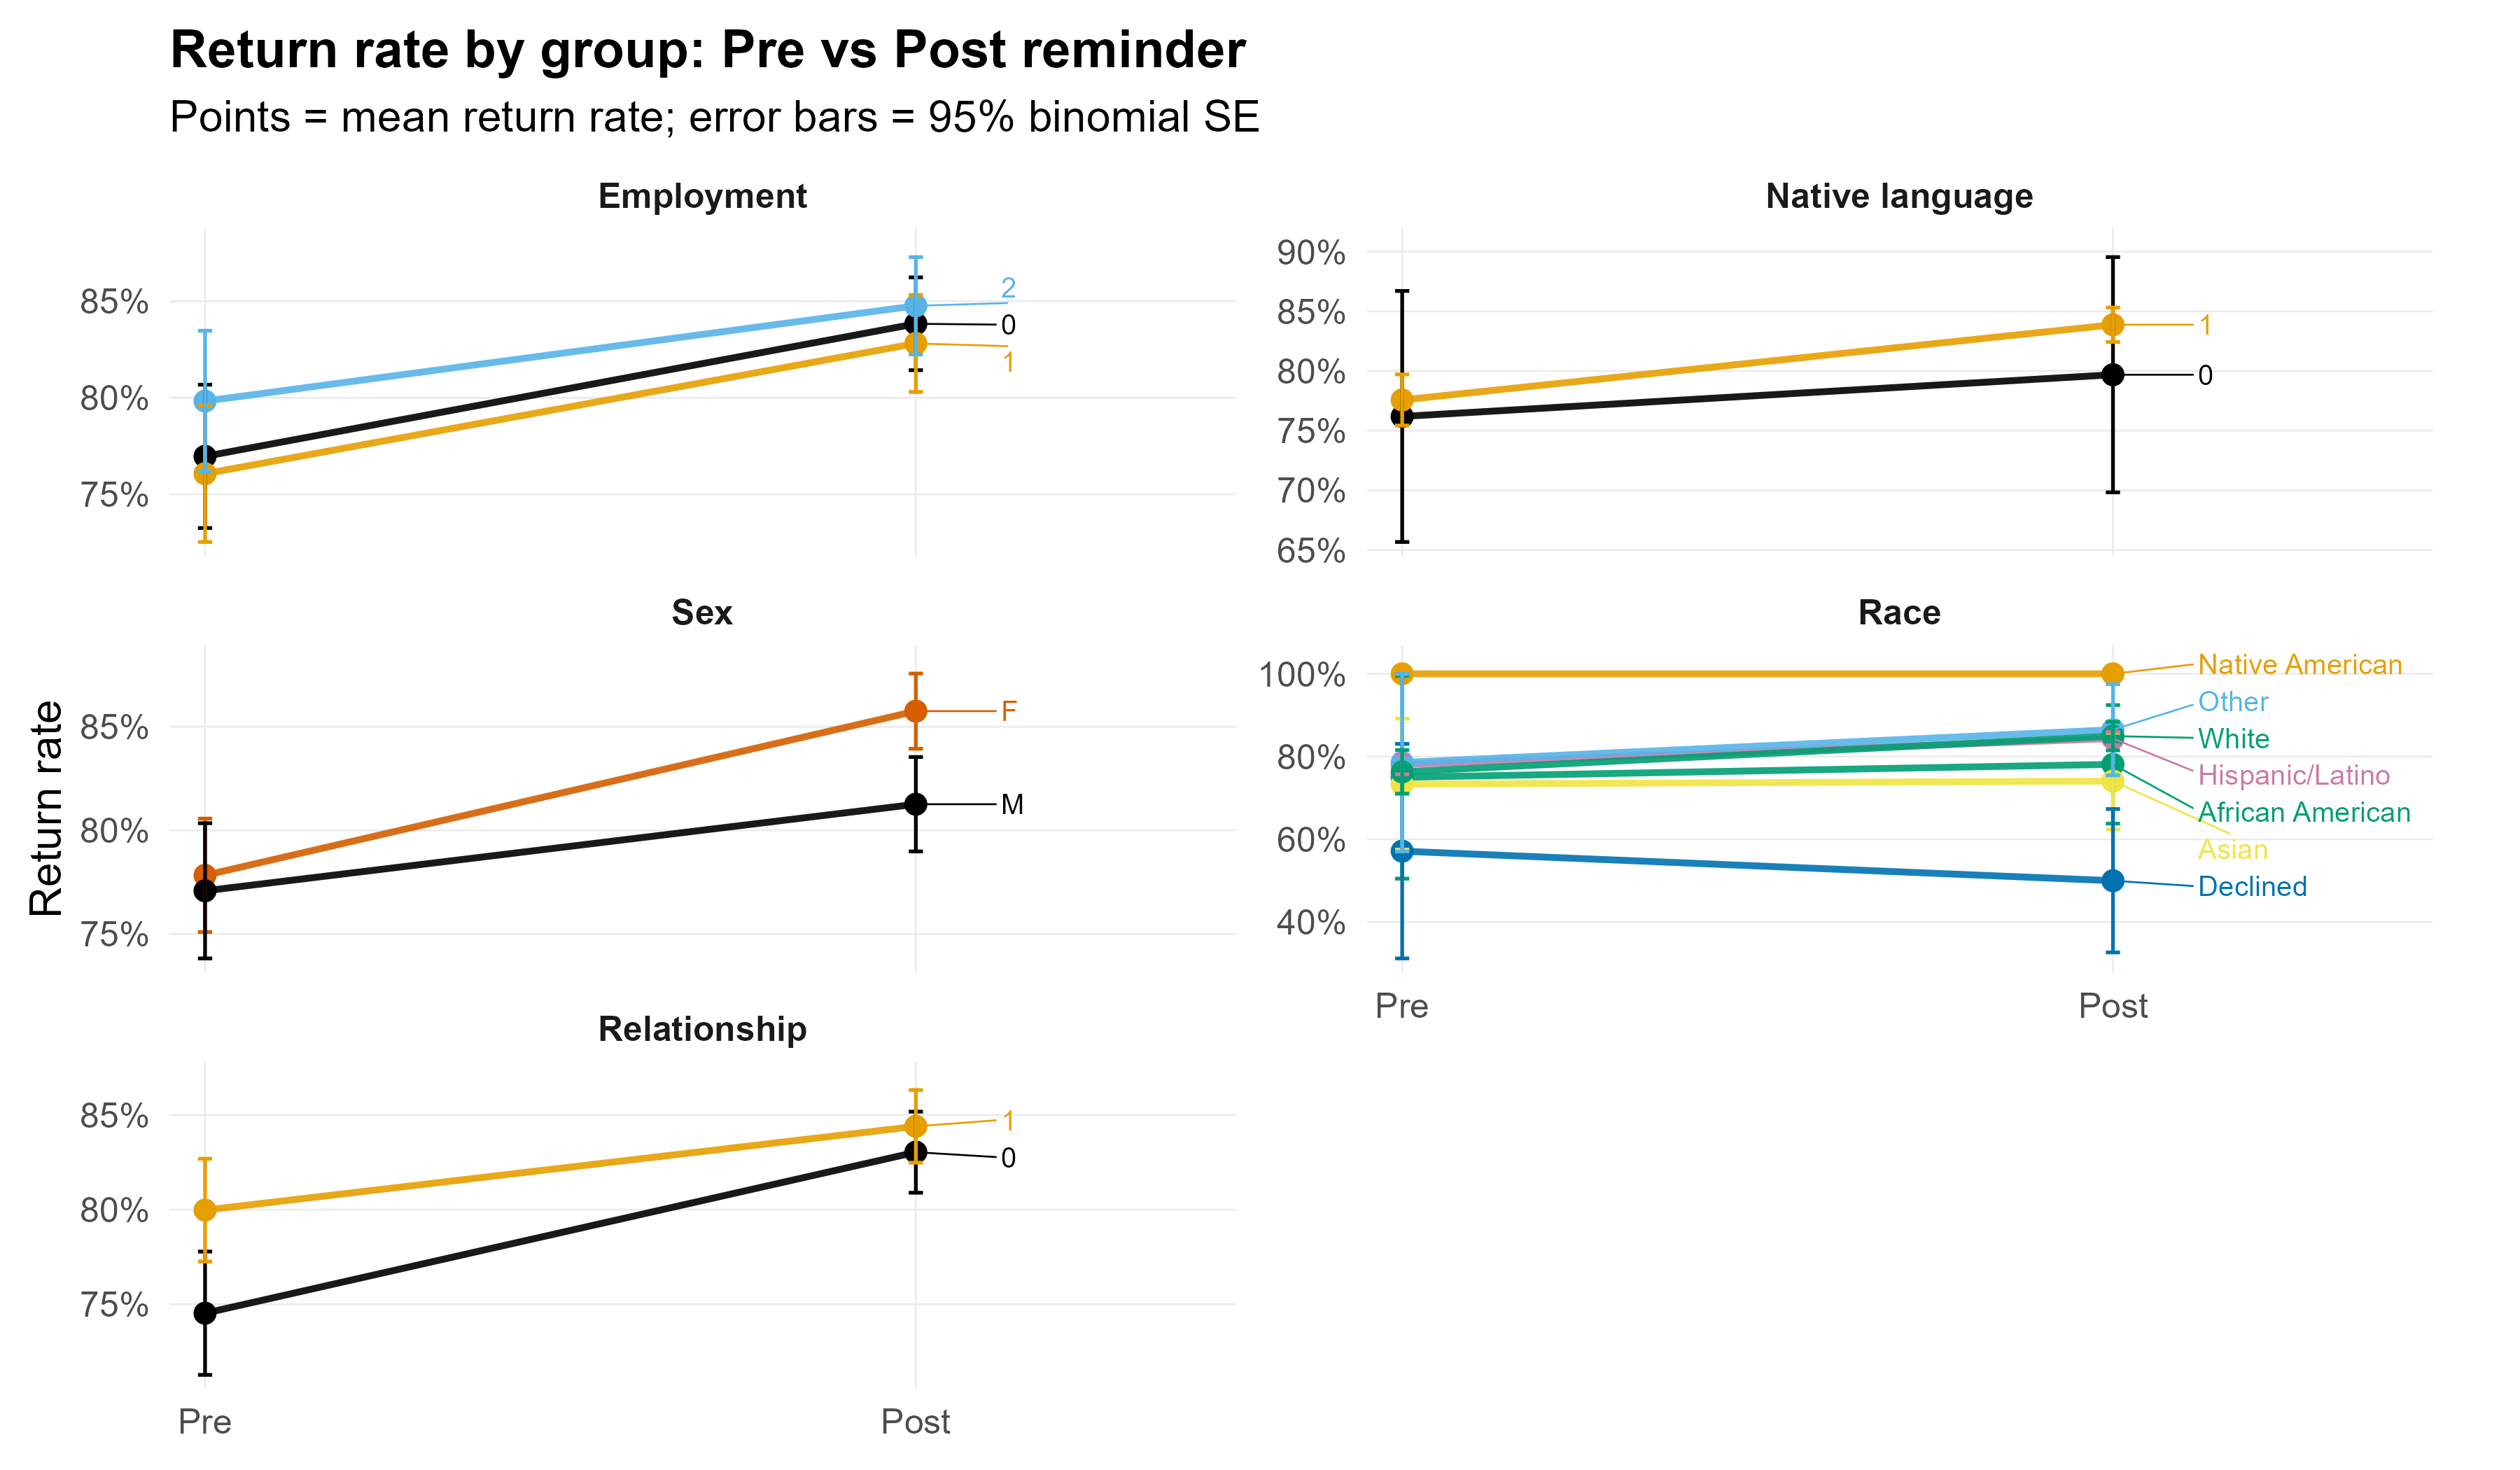 Return rate by group: Pre vs Post reminder
Points = mean return rate; error bars = 95% binomial SE
Return rate
Employment
85%
80%
75%
2
0
1
Native language
90%
85%
80%
75%
70%
65%
1
0
Sex
85%
80%
75%
F
M
Race
100%
80%
60%
40%
Native American
Other
White
Hispanic/Latino
African American
Asian
Declined
Pre
Post
Relationship
85%
80%
75%
1
0
Pre
Post